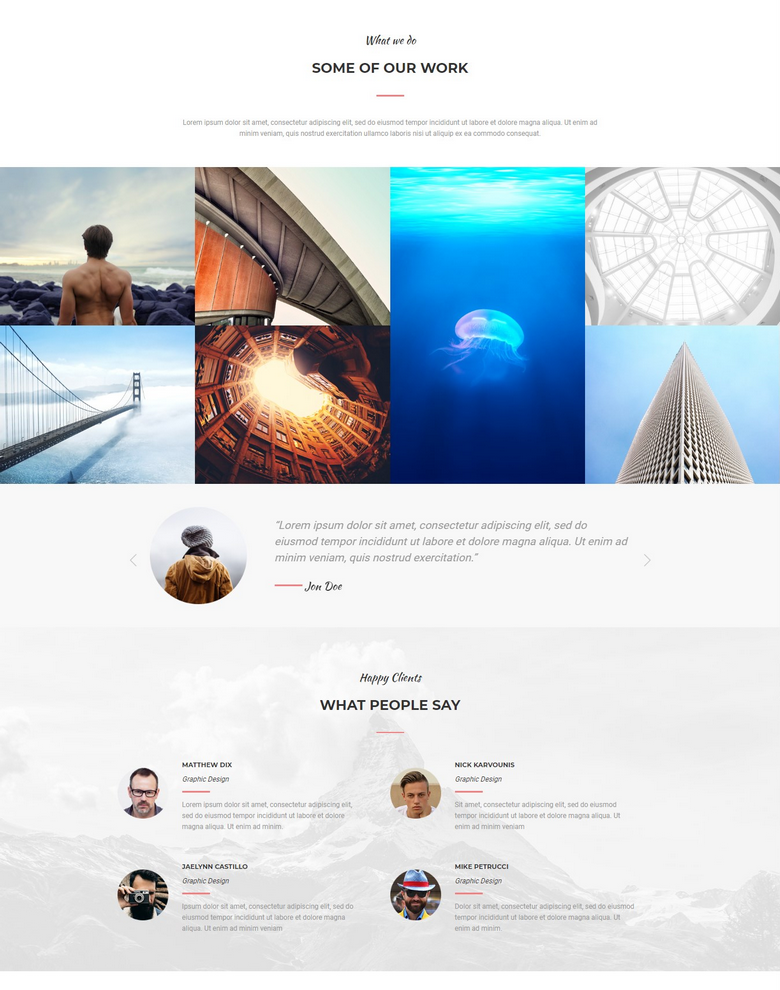 What we do
SOME OF OUR WORK
Lorem ipsum dolor sit amet, consectetur adipiscing elit, sed do eiusmod tempor incididunt ut labore et dolore magna aliqua. Ut enim ad
minim veniam, quis nostrud exercitation ullamco laboris nisi ut aliquip ex ea commodo consequat.
“Lorem ipsum dolor sit amet, consectetur adipiscing elit, sed do
eiusmod tempor incididunt ut labore et dolore magna aliqua. Ut enim ad
minim veniam, quis nostrud exercitation.”
Jon Doe
Happy Clients
WHAT PEOPLE SAY
MATTHEW DIX
Graphic Design
Lorem ipsum dolor sit amet, consectetur adipiscing elit,
sed do eiusmod tempor incididunt ut labore et dolore
magna aliqua. Ut enim ad minim.
NICK KARVOUNIS
Graphic Design
Sit amet, consectetur adipiscing elit, sed do eiusmod
tempor incididunt ut labore et dolore magna aliqua. Ut
enim ad minim veniam
JAELYNN CASTILLO
Graphic Design
Ipsum dolor sit amet, consectetur adipiscing elit, sed do
eiusmod tempor incididunt ut labore et dolore magna
aliqua. Ut enim ad minim veniam
MIKE PETRUCCI
Graphic Design
Dolor sit amet, consectetur adipiscing elit, sed do eiusmod
tempor incididunt ut labore et dolore magna aliqua. Ut
enim ad minim.